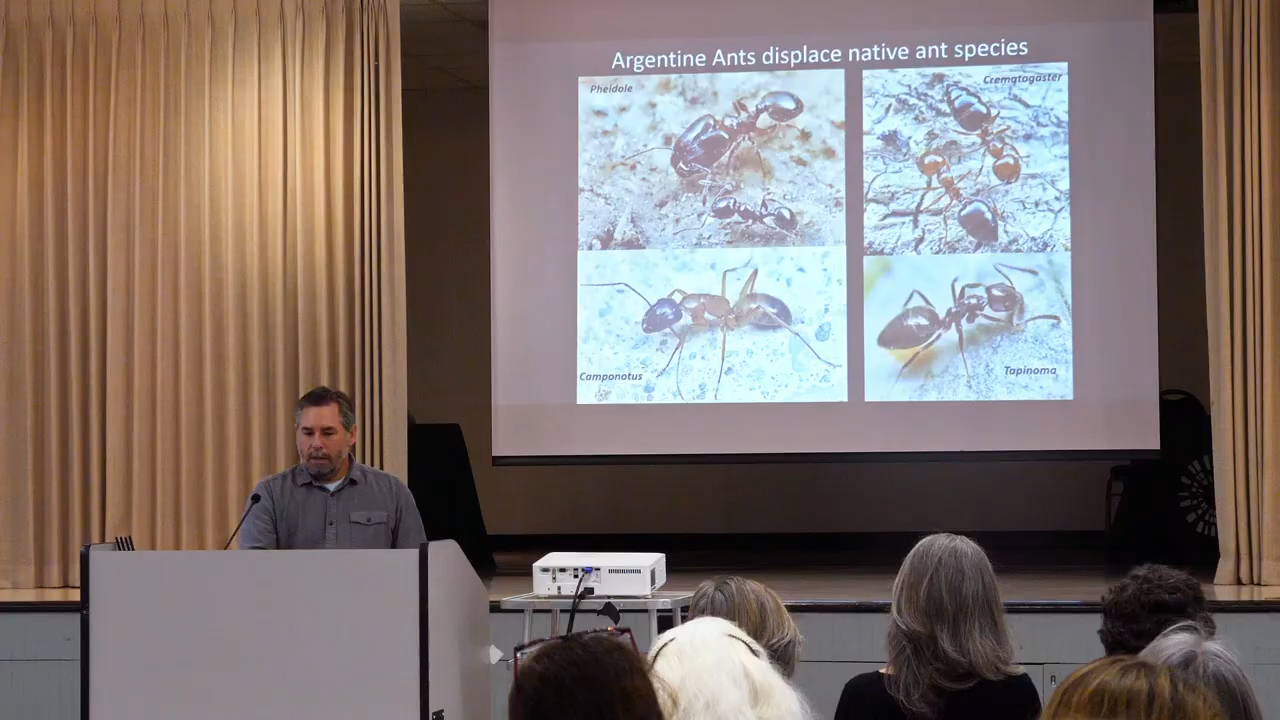 Argentine Ants displace native ant species
Pheidole
Crematogaster
Camponotus
Tapinoma